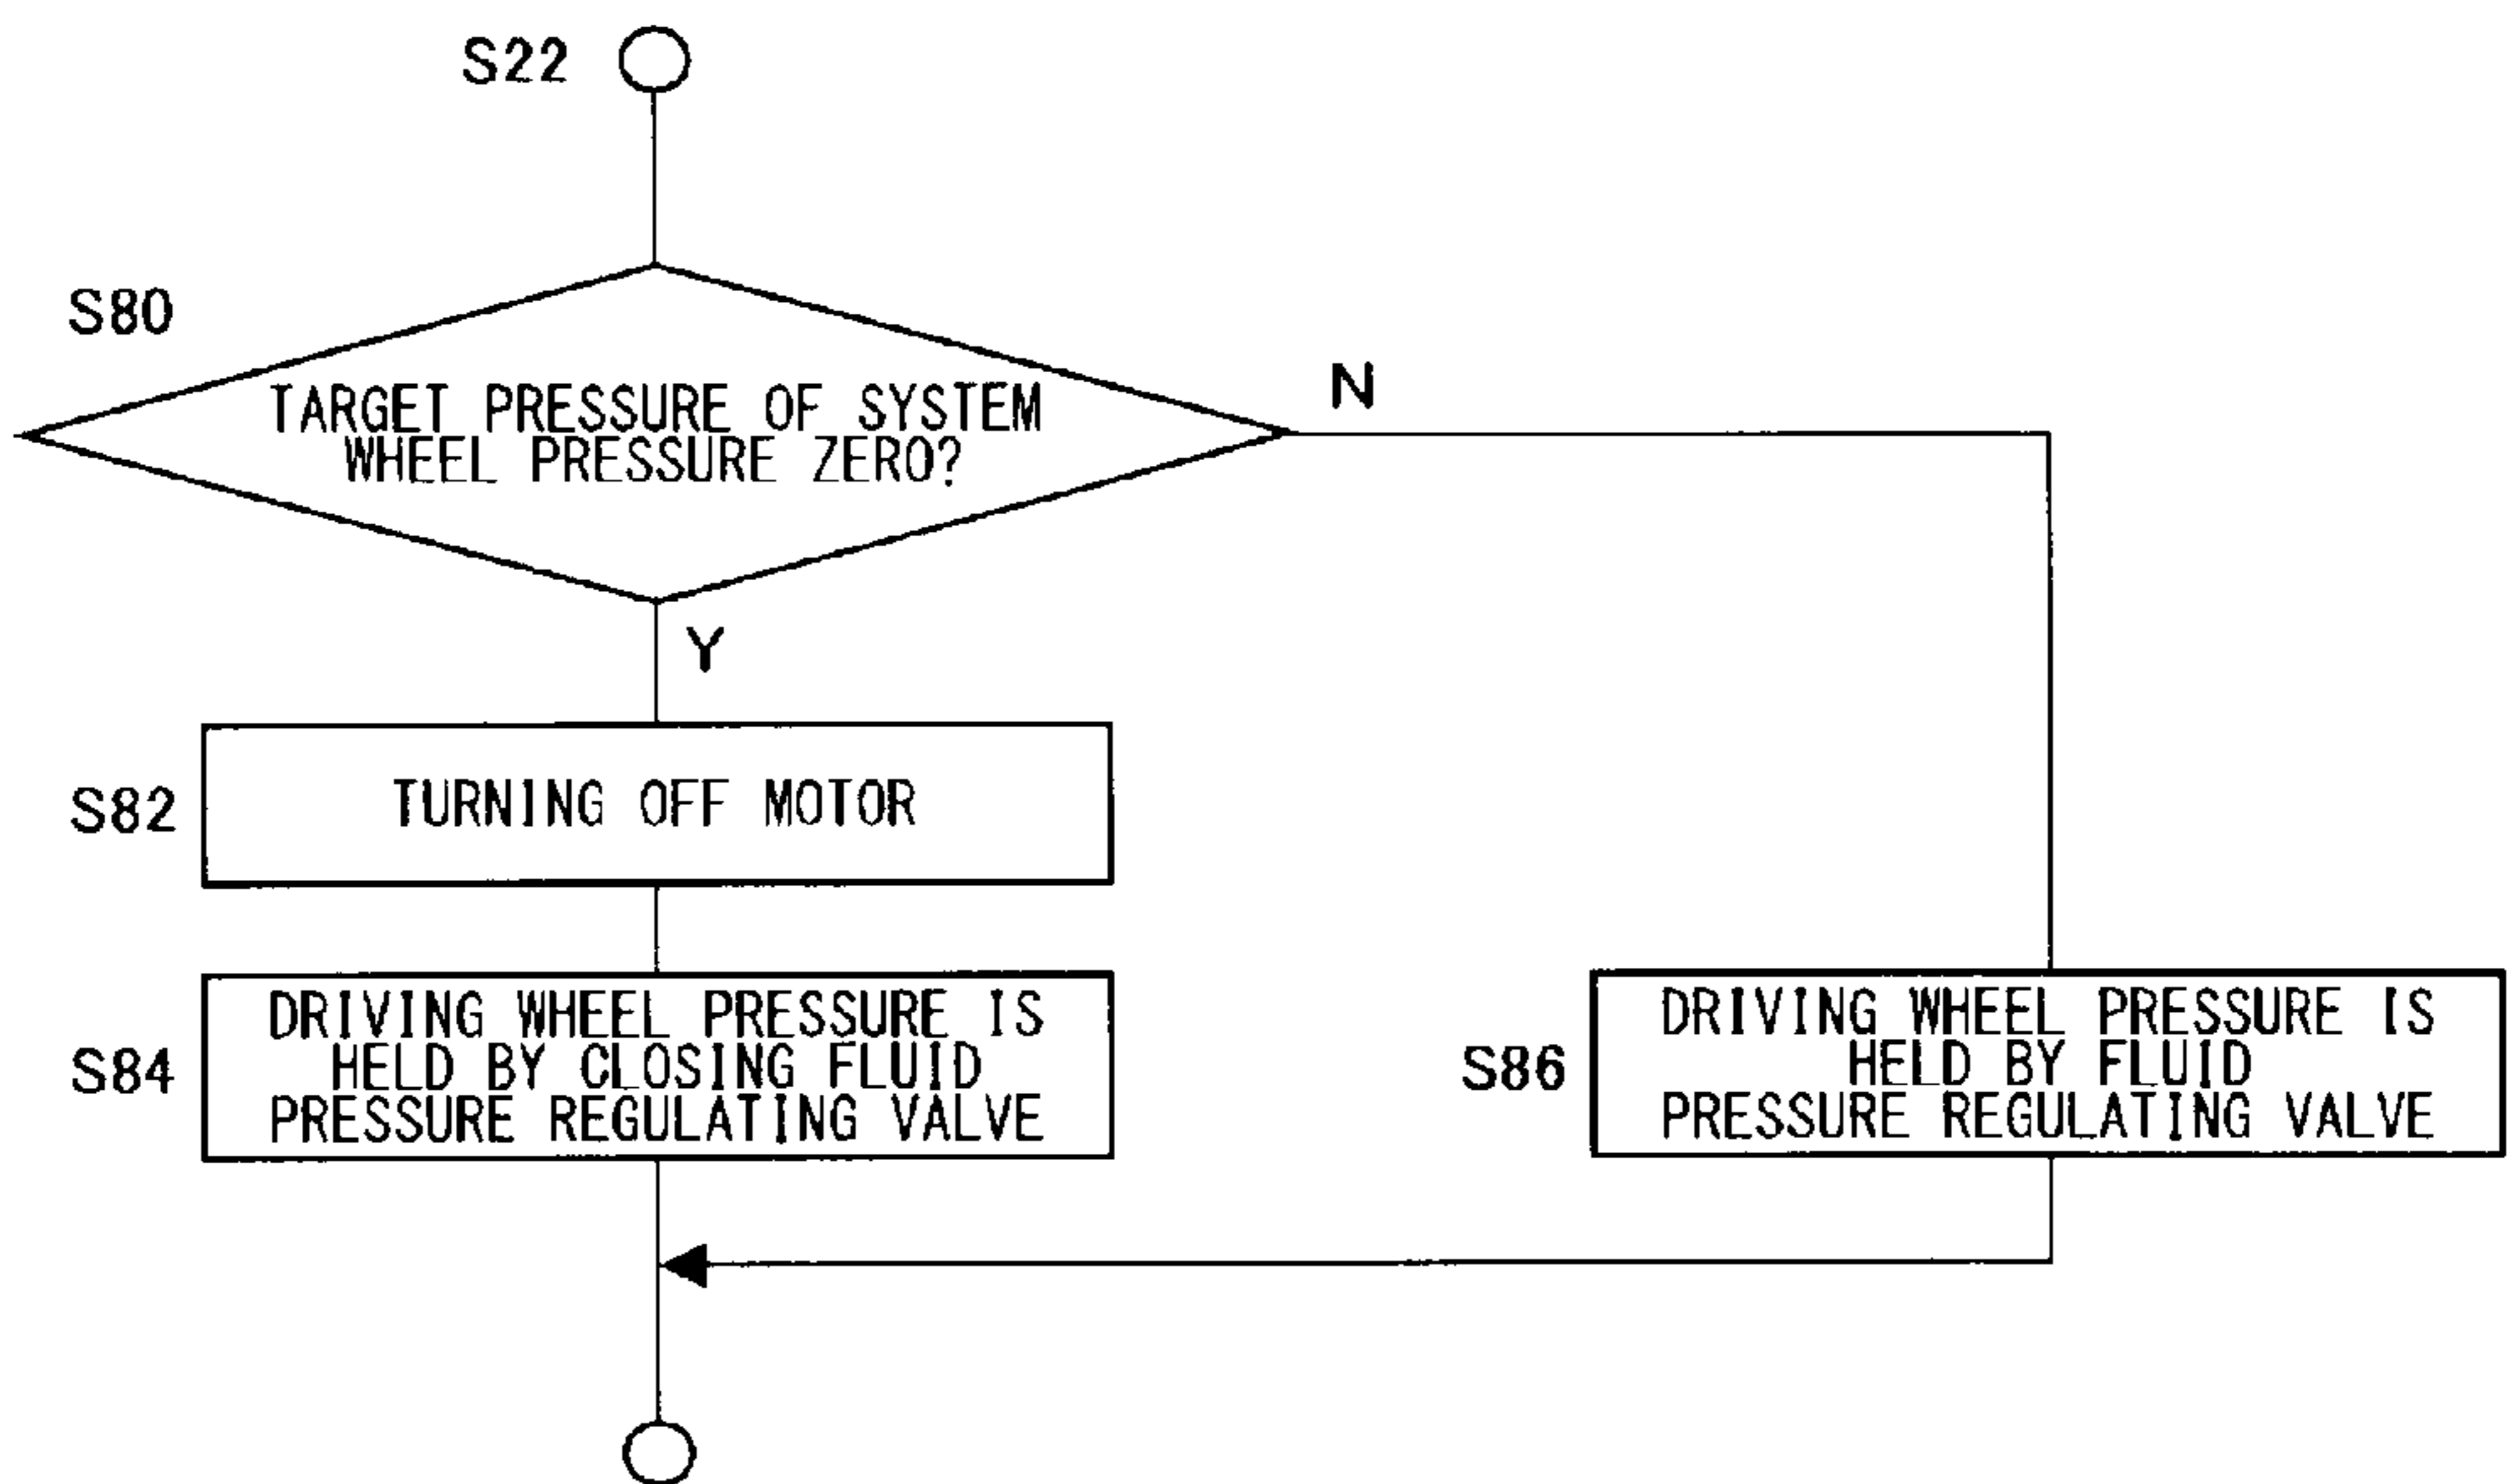 S22
S80
TARGET PRESSURE OF SYSTEM
WHEEL PRESSURE ZERO?
N
Y
S82
TURNING OFF MOTOR
S84
DRIVING WHEEL PRESSURE IS
HELD BY CLOSING FLUID
PRESSURE REGULATING VALVE
S86
DRIVING WHEEL PRESSURE IS
HELD BY FLUID
PRESSURE REGULATING VALVE